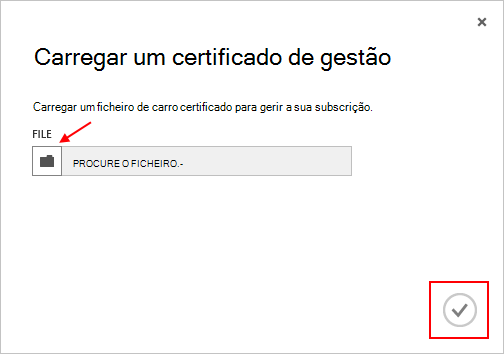 Carregar um certificado de gestão
Carregar um ficheiro de carro certificado para gerir a sua subscrição.
FILE
PROCURE O FICHEIRO.-